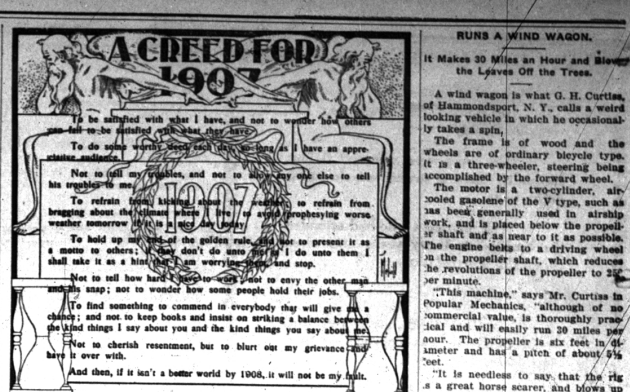 A CREED FOR
1907
To be satisfied with what I have, and not to wonder how others
can fail to be satisfied with what they have.
To do some worthy deed each day, so long as I have an appre-
ciative audience.
Not to tell my troubles, and not to allow any one else to tell
his troubles to me.
To refrain from kicking about the weather, to refrain from
bragging about the climate where I live, to avoid prophesying worse
weather tomorrow if it is a nice day today.
To hold up my end of the golden rule, and not to present it as
a motto to others; if they don't do unto me as I do unto them I
shall take it as a hint that I am worrying them, and stop.
Not to tell how hard I have to work, not to envy the other man
and his snap; not to wonder how some people hold their jobs.
To find something to commend in everybody that will give me a
chance; and not to keep books and insist on striking a balance between
the kind things I say about you and the kind things you say about me.
Not to cherish resentment, but to blurt out my grievance and
have it over with.
And then, if it isn't a better world by 1908, it will not be my fault.
1907
RUNS A WIND WAGON.
It Makes 30 Miles an Hour and Blows
the Leaves Off the Trees.
A wind wagon is what G. H. Curtiss,
of Hammondsport, N. Y., calls a weird
looking vehicle in which he occasional-
ly takes a spin,
The frame is of wood and the
wheels are of ordinary bicycle type.
It is a three-wheeler, steering being
accomplished by the forward wheel.
The motor is a two-cylinder, air-
cooled gasolene of the V type, such as
has been generally used in airship
work, and is placed below the propell-
er shaft and as near to it as possible.
The engine belts to a driving wheel
on the propeller shaft, which reduces
the revolutions of the propeller to
per minute.
"This machine," says Mr. Curtiss in
Popular Mechanics, "although of no
commercial value, is thoroughly prac-
tical and will easily run 30 miles per
hour. The propeller is six feet in di-
ameter and has a pitch of about 5½
feet.
"It is needless to say that the rig
is a great horse scarer, and blows up